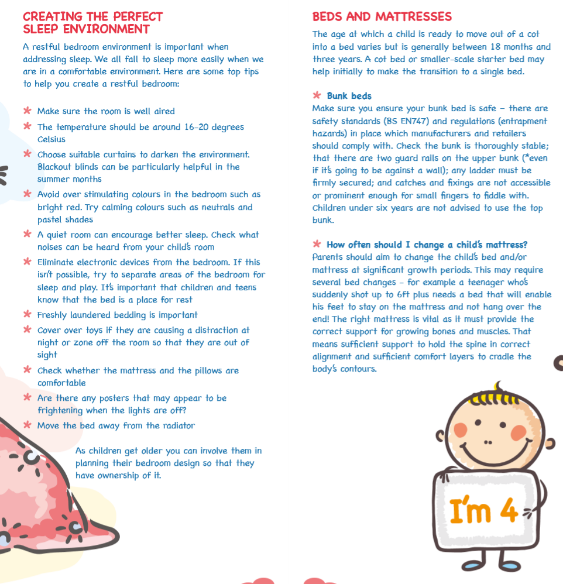 CREATING THE PERFECT
SLEEP ENVIRONMENT
A restful bedroom environment is important when
addressing sleep. We all fall to sleep more easily when we
are in a comfortable environment. Here are some top tips
to help you create a restful bedroom:
* Make sure the room is well aired
* The temperature should be around 16-20 degrees
Celsius
* Choose suitable curtains to darken the environment.
Blackout blinds can be particularly helpful in the
summer months
* Avoid over stimulating colours in the bedroom such as
bright red. Try calming colours such as neutrals and
pastel shades
* A quiet room can encourage better sleep. Check what
noises can be heard from your child's room
* Eliminate electronic devices from the bedroom. If this
isn't possible, try to separate areas of the bedroom for
sleep and play. It's important that children and teens
know that the bed is a place for rest
* Freshly laundered bedding is important
* Cover over toys if they are causing a distraction at
night or zone off the room so that they are out of
sight
* Check whether the mattress and the pillows are
comfortable
* Are there any posters that may appear to be
frightening when the lights are off?
* Move the bed away from the radiator
As children get older you can involve them in
planning their bedroom design so that they
have ownership of it.
BEDS AND MATTRESSES
The age at which a child is ready to move out of a cot
into a bed varies but is generally between 18 months and
three years. A cot bed or smaller-scale starter bed may
help initially to make the transition to a single bed.
* Bunk beds
Make sure you ensure your bunk bed is safe – there are
safety standards (BS EN747) and regulations (entrapment
hazards) in place which manufacturers and retailers
should comply with. Check the bunk is thoroughly stable;
that there are two guard rails on the upper bunk (*even
if it's going to be against a wall); any ladder must be
firmly secured; and catches and fixings are not accessible
or prominent enough for small fingers to fiddle with.
Children under six years are not advised to use the top
bunk.
* How often should I change a child's mattress?
Parents should aim to change the child's bed and/or
mattress at significant growth periods. This may require
several bed changes - for example a teenager who's
suddenly shot up to 6ft plus needs a bed that will enable
his feet to stay on the mattress and not hang over the
end! The right mattress is vital as it must provide the
correct support for growing bones and muscles. That
means sufficient support to hold the spine in correct
alignment and sufficient comfort layers to cradle the
body's contours.
I'm 4